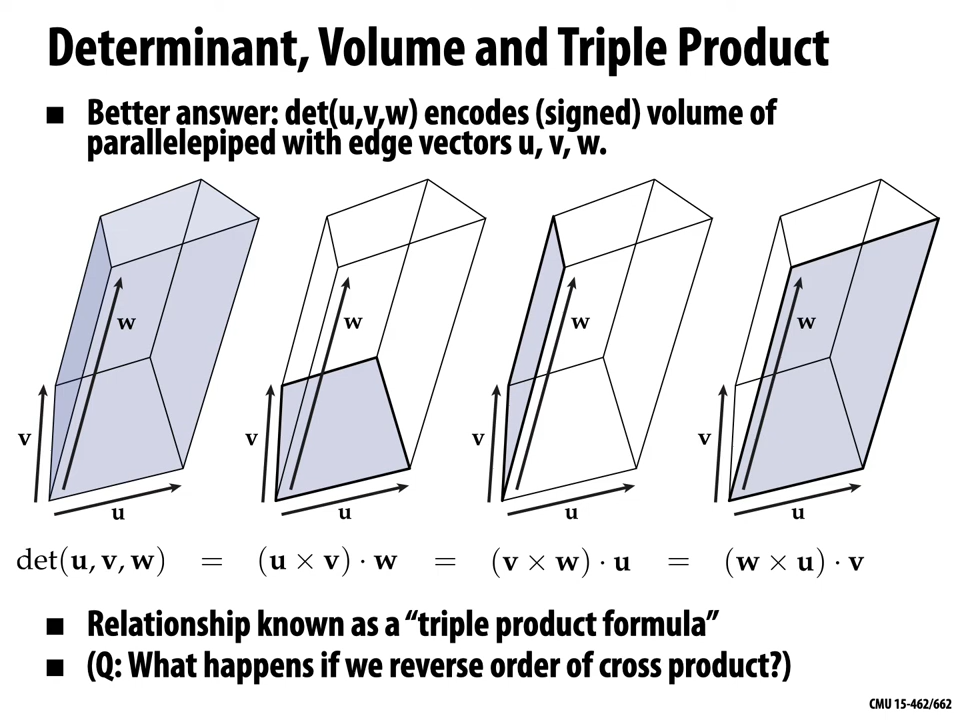 Determinant, Volume and Triple Product
■ Better answer: det(u,v,w) encodes (signed) volume of
parallelepiped with edge vectors u, v, w.
w w w w
v v v v
u u u u
det(u, v, w) = (u × v) · w = (v × w) · u = (w × u) · v
■ Relationship known as a “triple product formula”
■ (Q: What happens if we reverse order of cross product?)
CMU 15-462/662